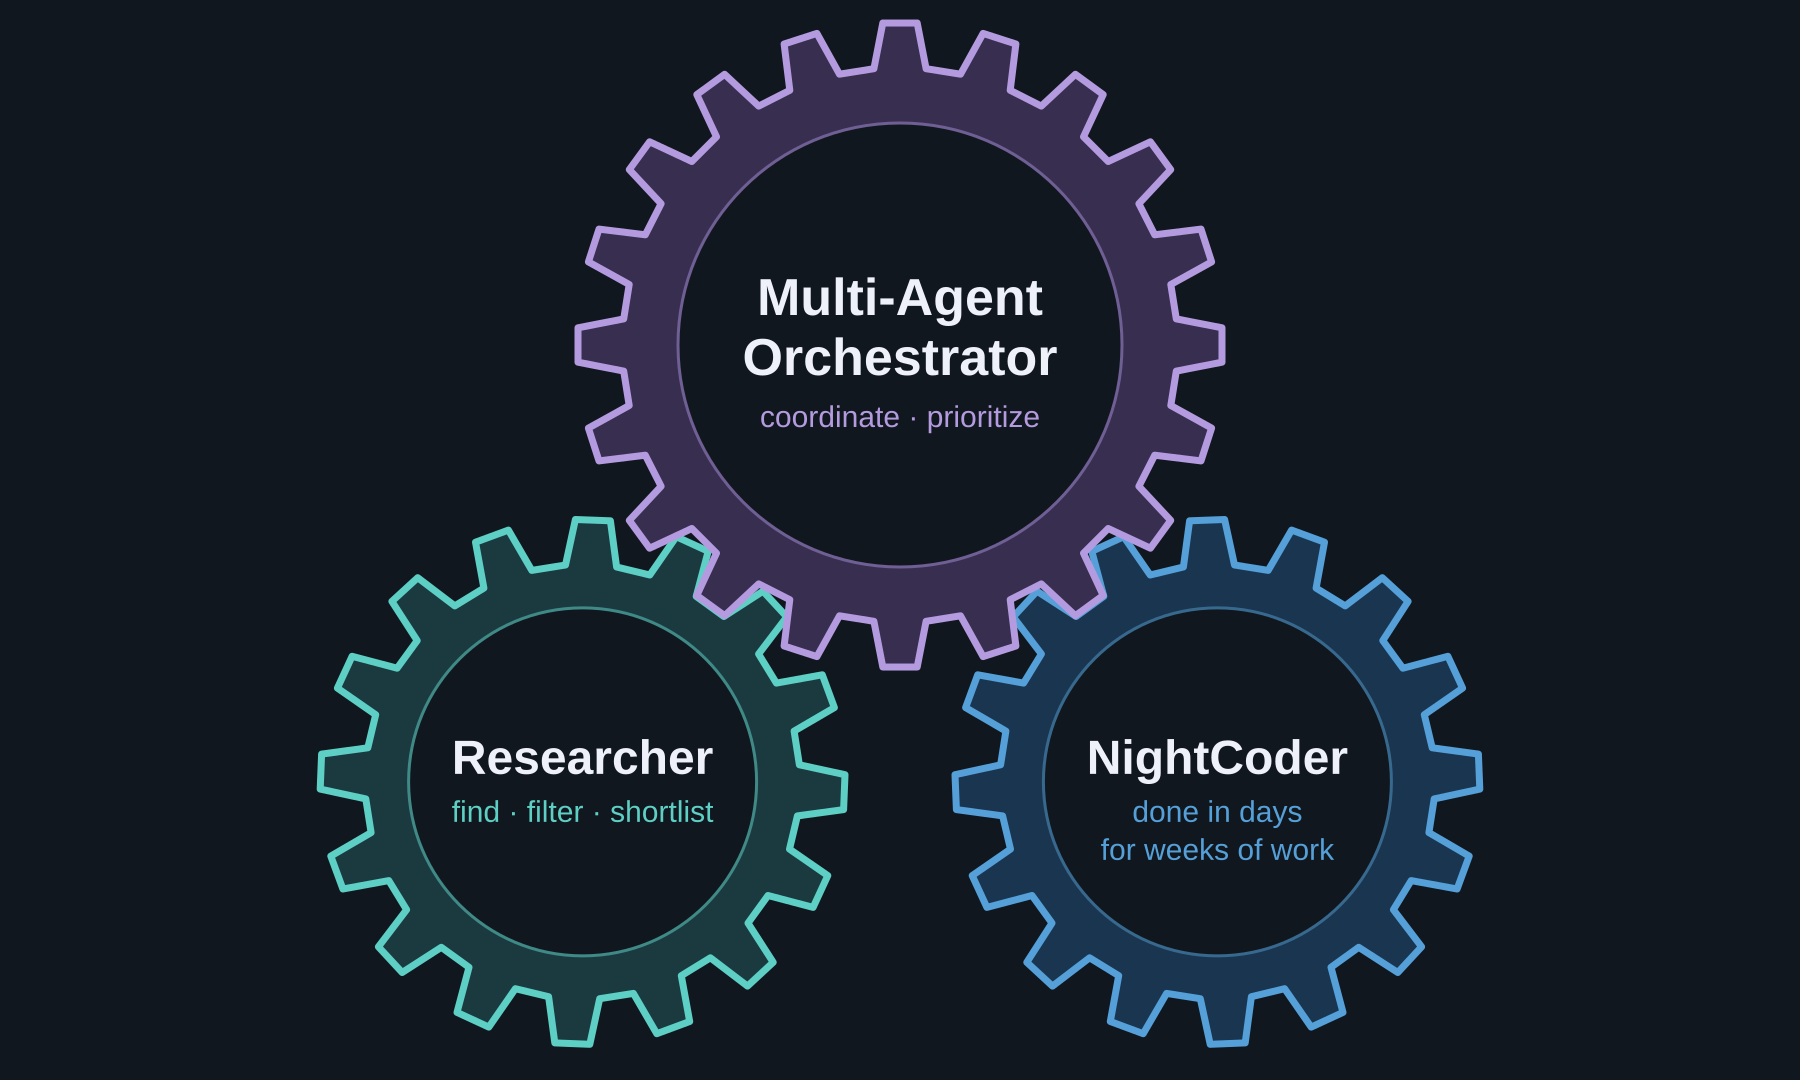 Multi-Agent
Orchestrator
coordinate · prioritize
Researcher
find · filter · shortlist
NightCoder
done in days
for weeks of work